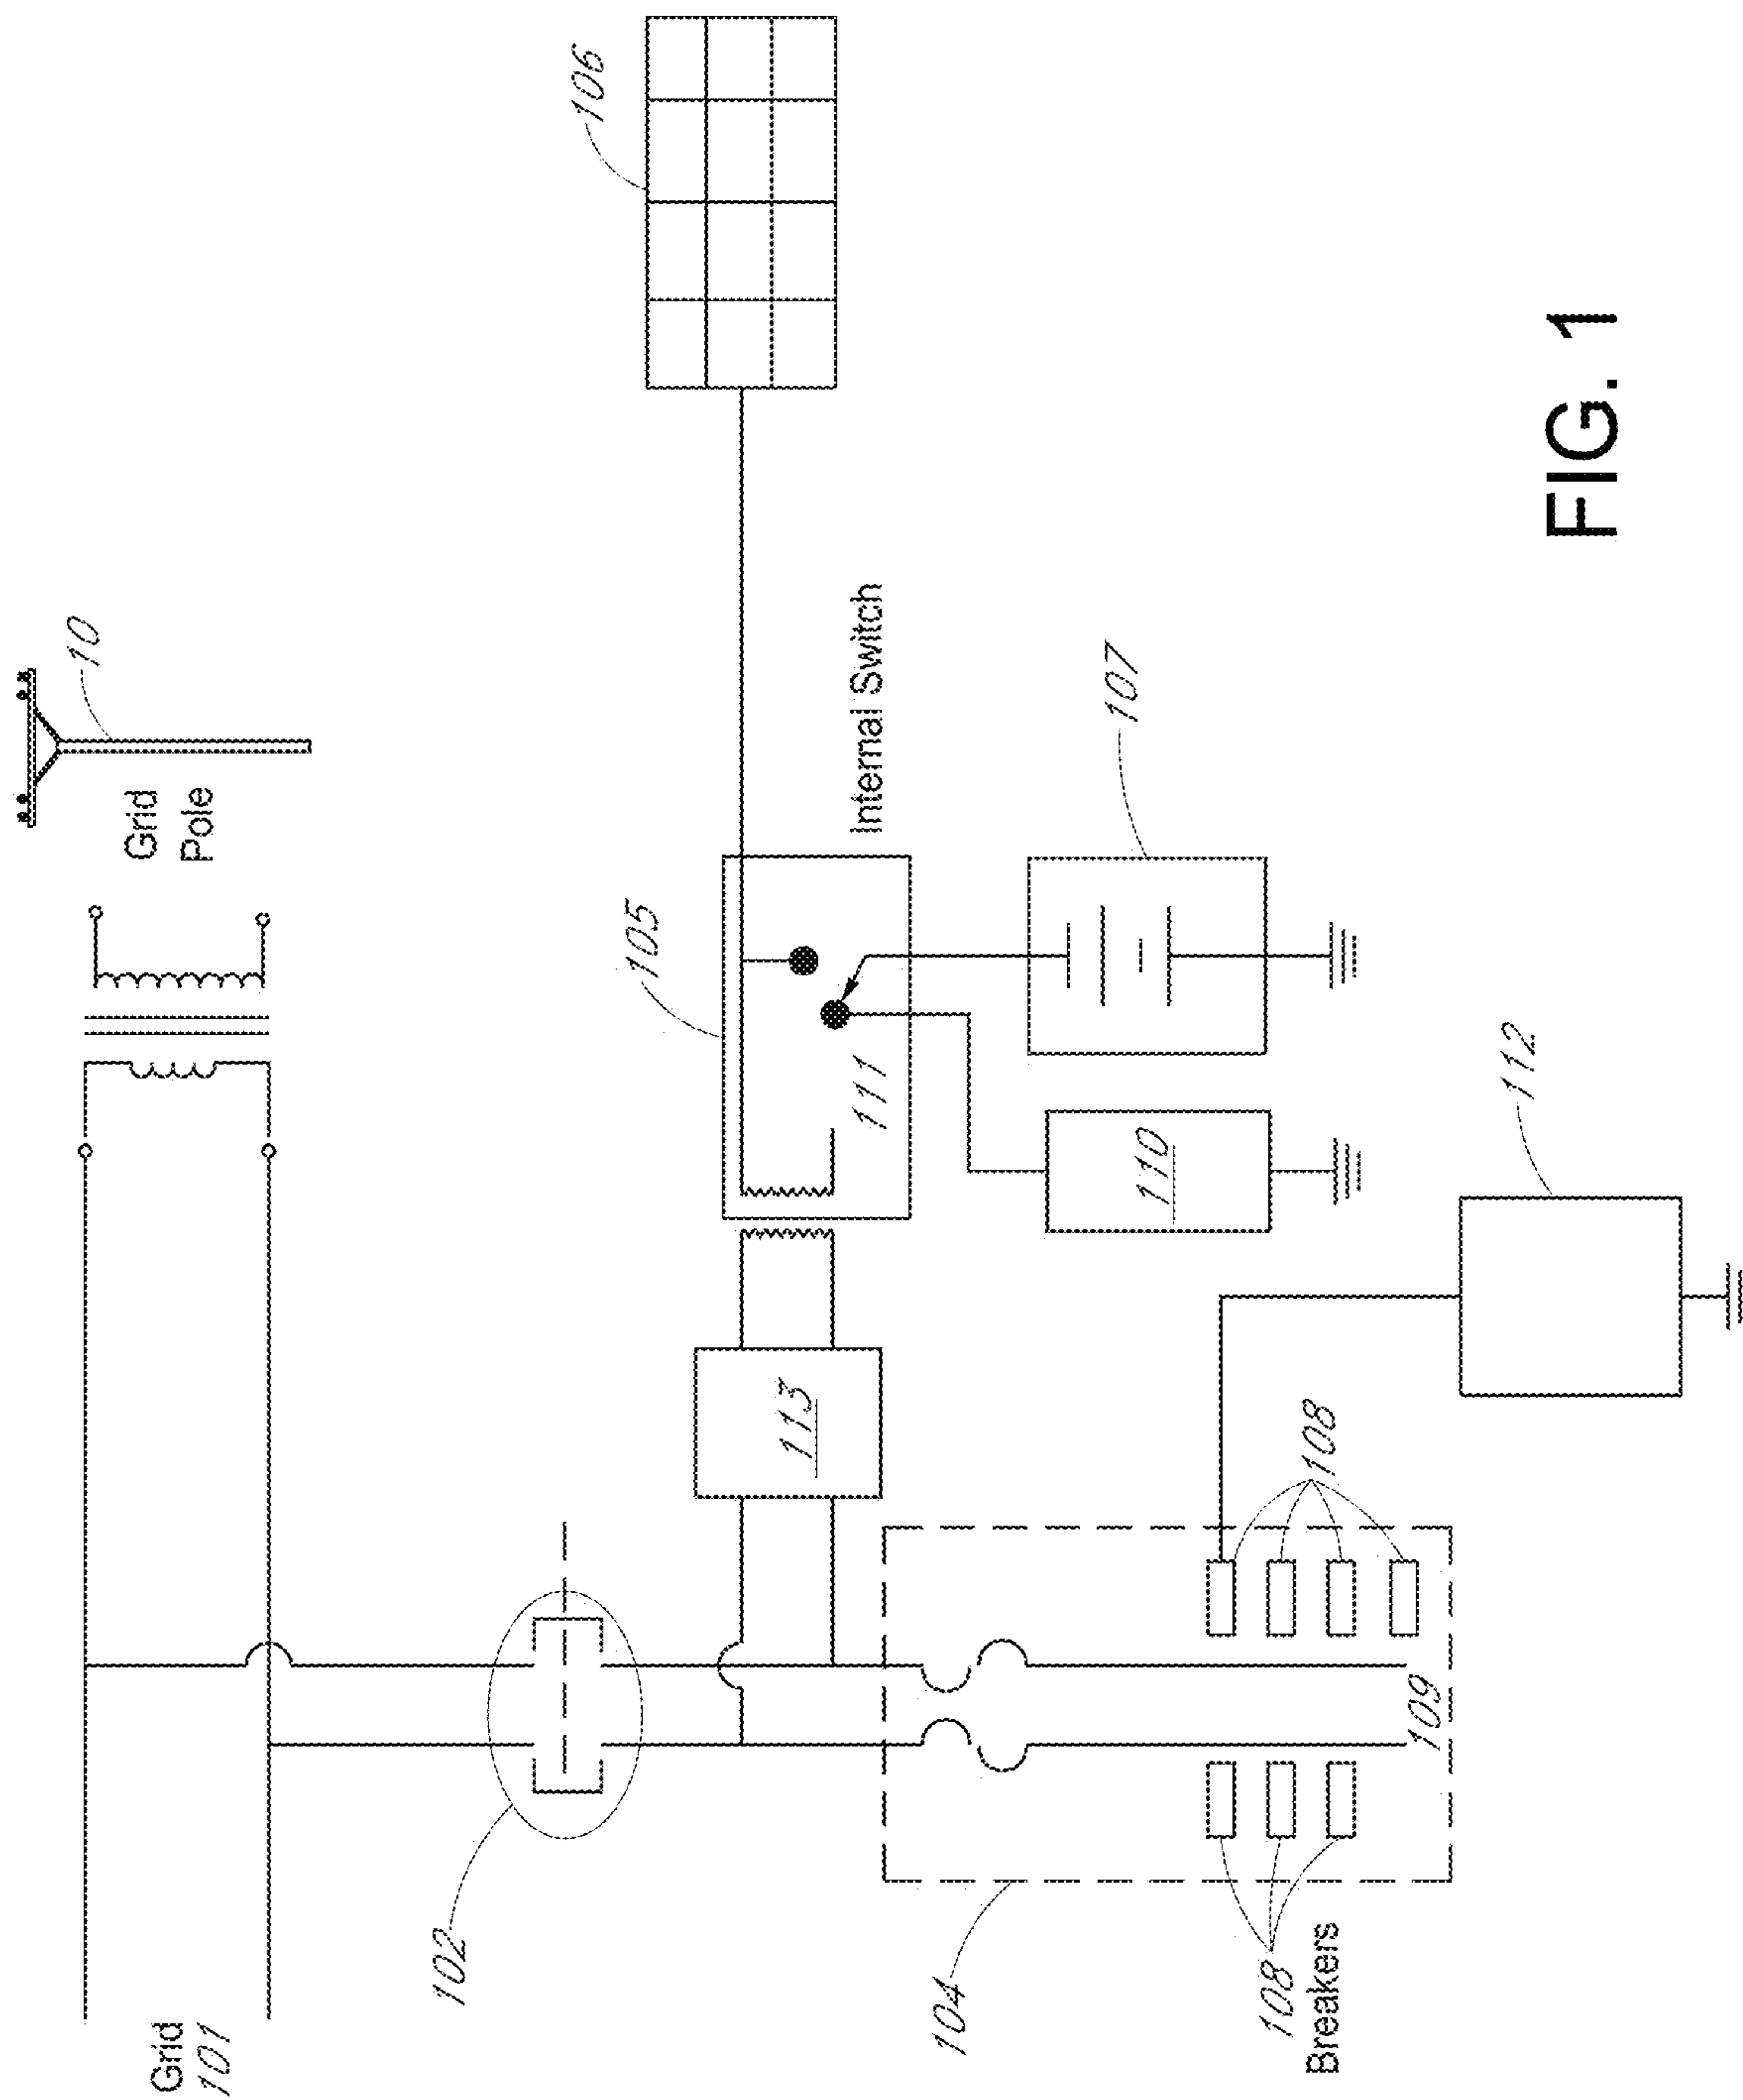 Grid
101
Grid
Pole
10
102
105
106
Internal Switch
111
113
107
110
104
108
108
Breakers
109
112
FIG. 1